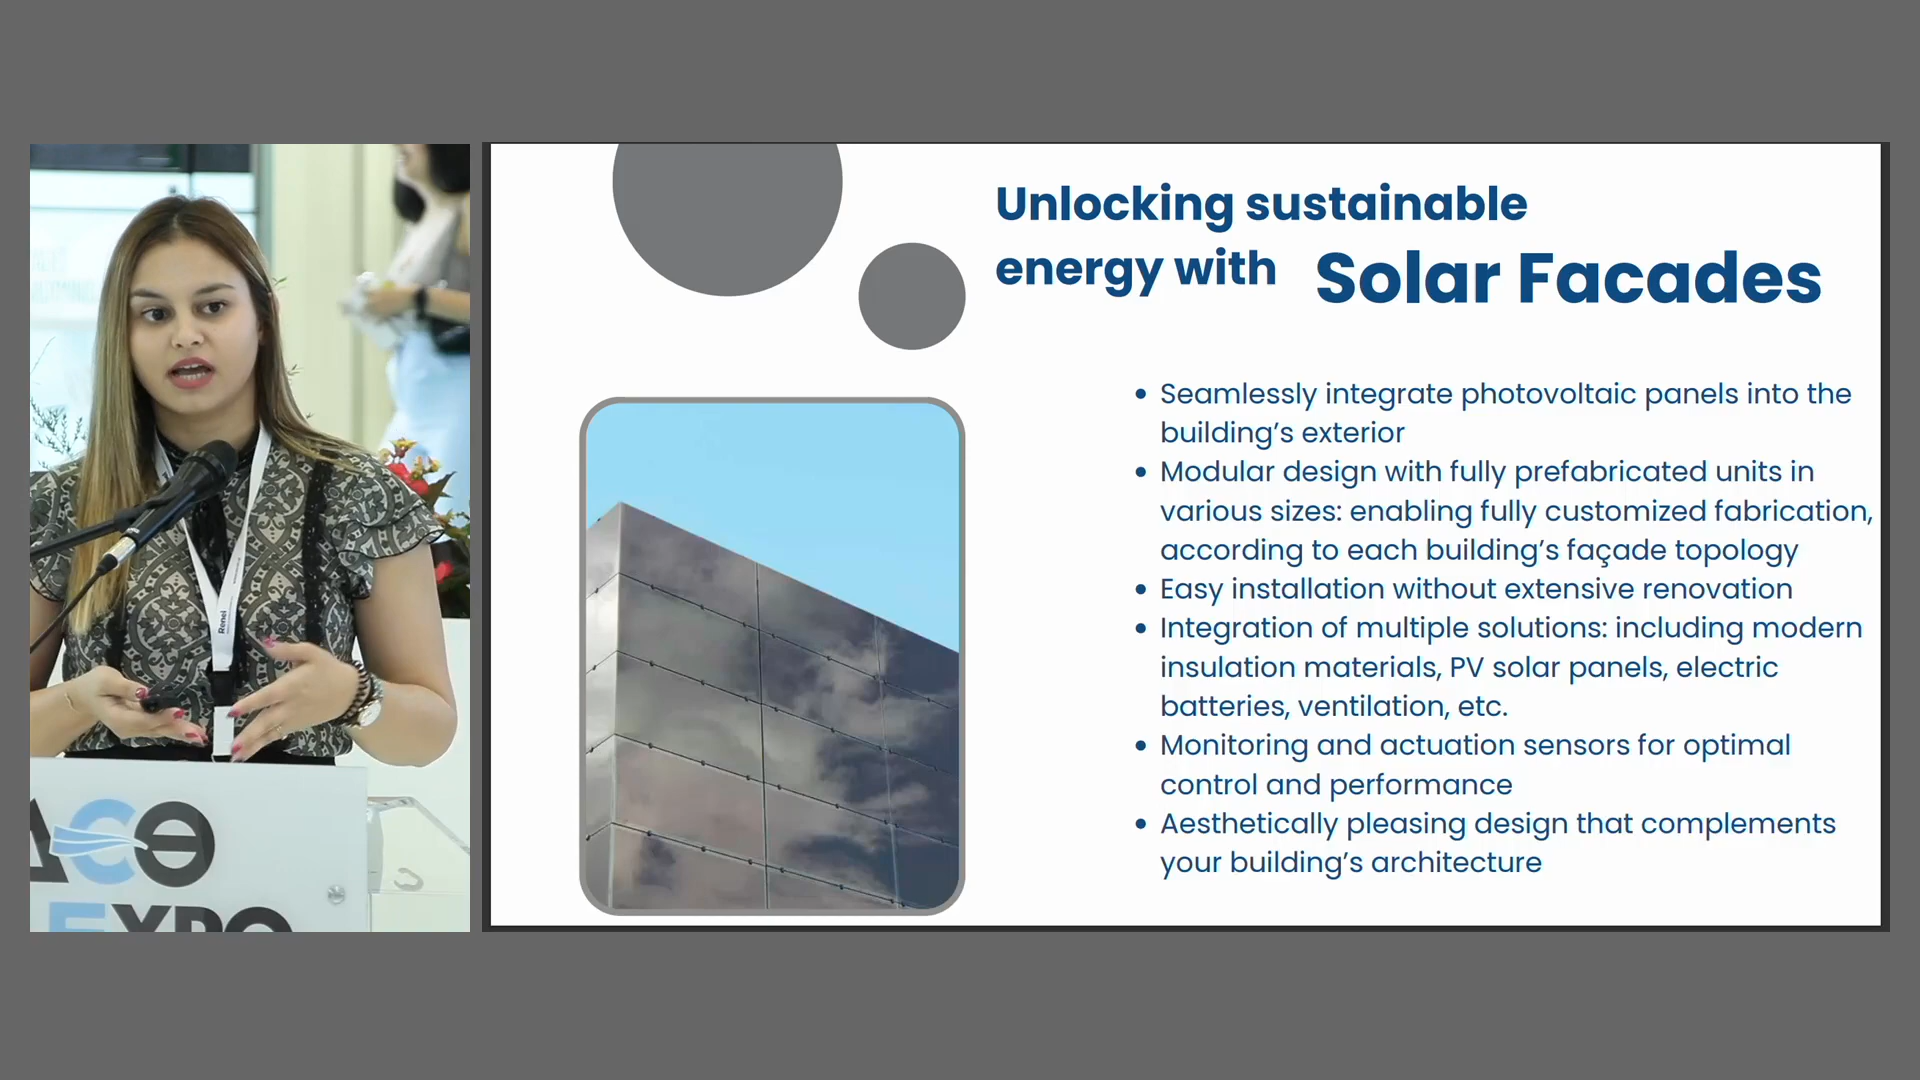 Unlocking sustainable
energy with Solar Facades
• Seamlessly integrate photovoltaic panels into the
building’s exterior
• Modular design with fully prefabricated units in
various sizes: enabling fully customized fabrication,
according to each building’s façade topology
• Easy installation without extensive renovation
• Integration of multiple solutions: including modern
insulation materials, PV solar panels, electric
batteries, ventilation, etc.
• Monitoring and actuation sensors for optimal
control and performance
• Aesthetically pleasing design that complements
your building’s architecture
Renel
ΔΕΘ
EXPO